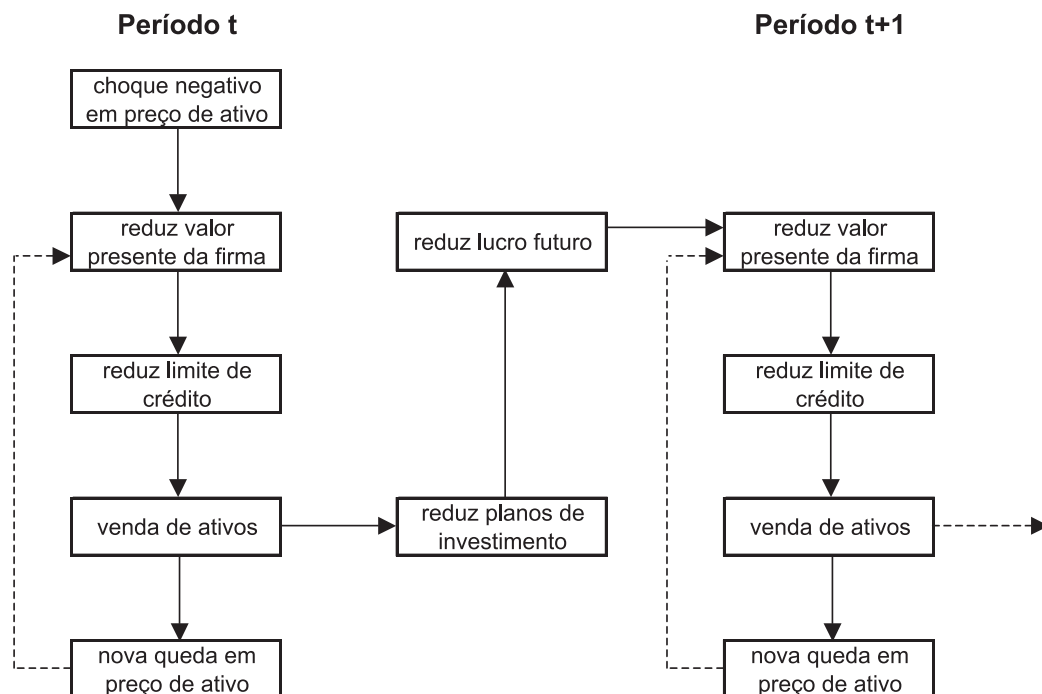 Período t
Período t+1
choque negativo
em preço de ativo
reduz valor
presente da firma
reduz lucro futuro
reduz valor
presente da firma
reduz limite de
crédito
reduz limite de
crédito
venda de ativos
reduz planos de
investimento
venda de ativos
nova queda em
preço de ativo
nova queda em
preço de ativo